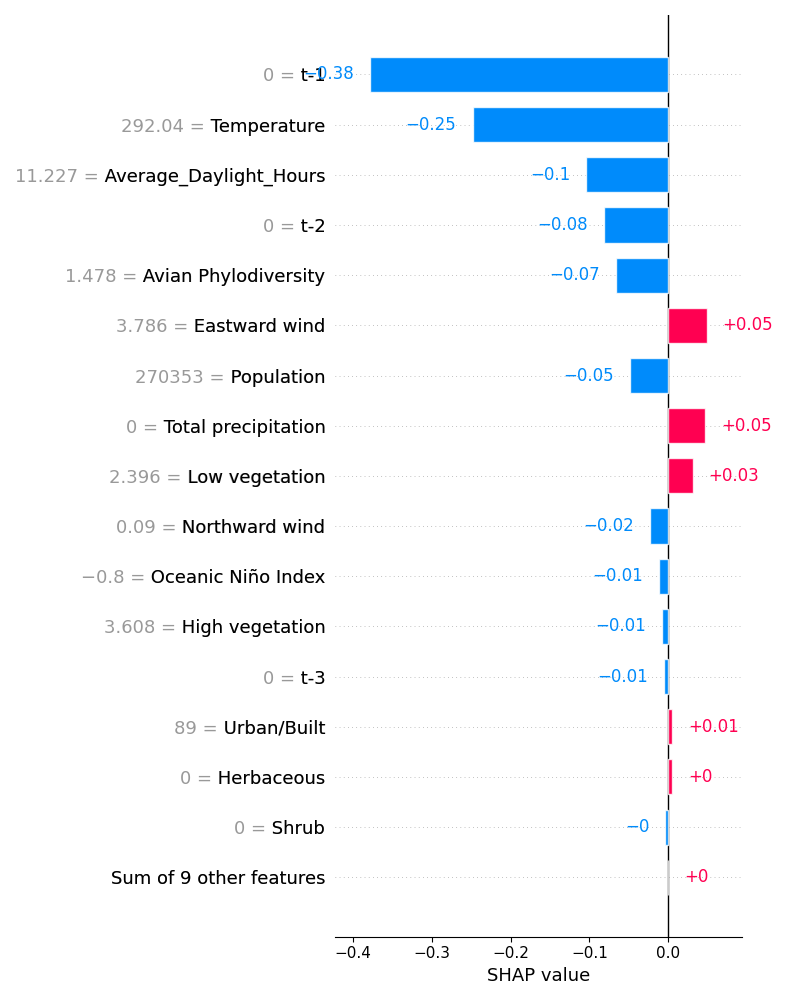 0 = t-1 −0.38
292.04 = Temperature −0.25
11.227 = Average_Daylight_Hours −0.1
0 = t-2 −0.08
1.478 = Avian Phylodiversity −0.07
3.786 = Eastward wind +0.05
270353 = Population −0.05
0 = Total precipitation +0.05
2.396 = Low vegetation +0.03
0.09 = Northward wind −0.02
−0.8 = Oceanic Niño Index −0.01
3.608 = High vegetation −0.01
0 = t-3 −0.01
89 = Urban/Built +0.01
0 = Herbaceous +0
0 = Shrub −0
Sum of 9 other features +0
−0.4 −0.3 −0.2 −0.1 0.0
SHAP value